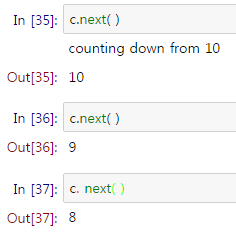 In [35]: c.next( )
counting down from 10
Out[35]: 10
In [36]: c.next( )
Out[36]: 9
In [37]: c. next( )
Out[37]: 8